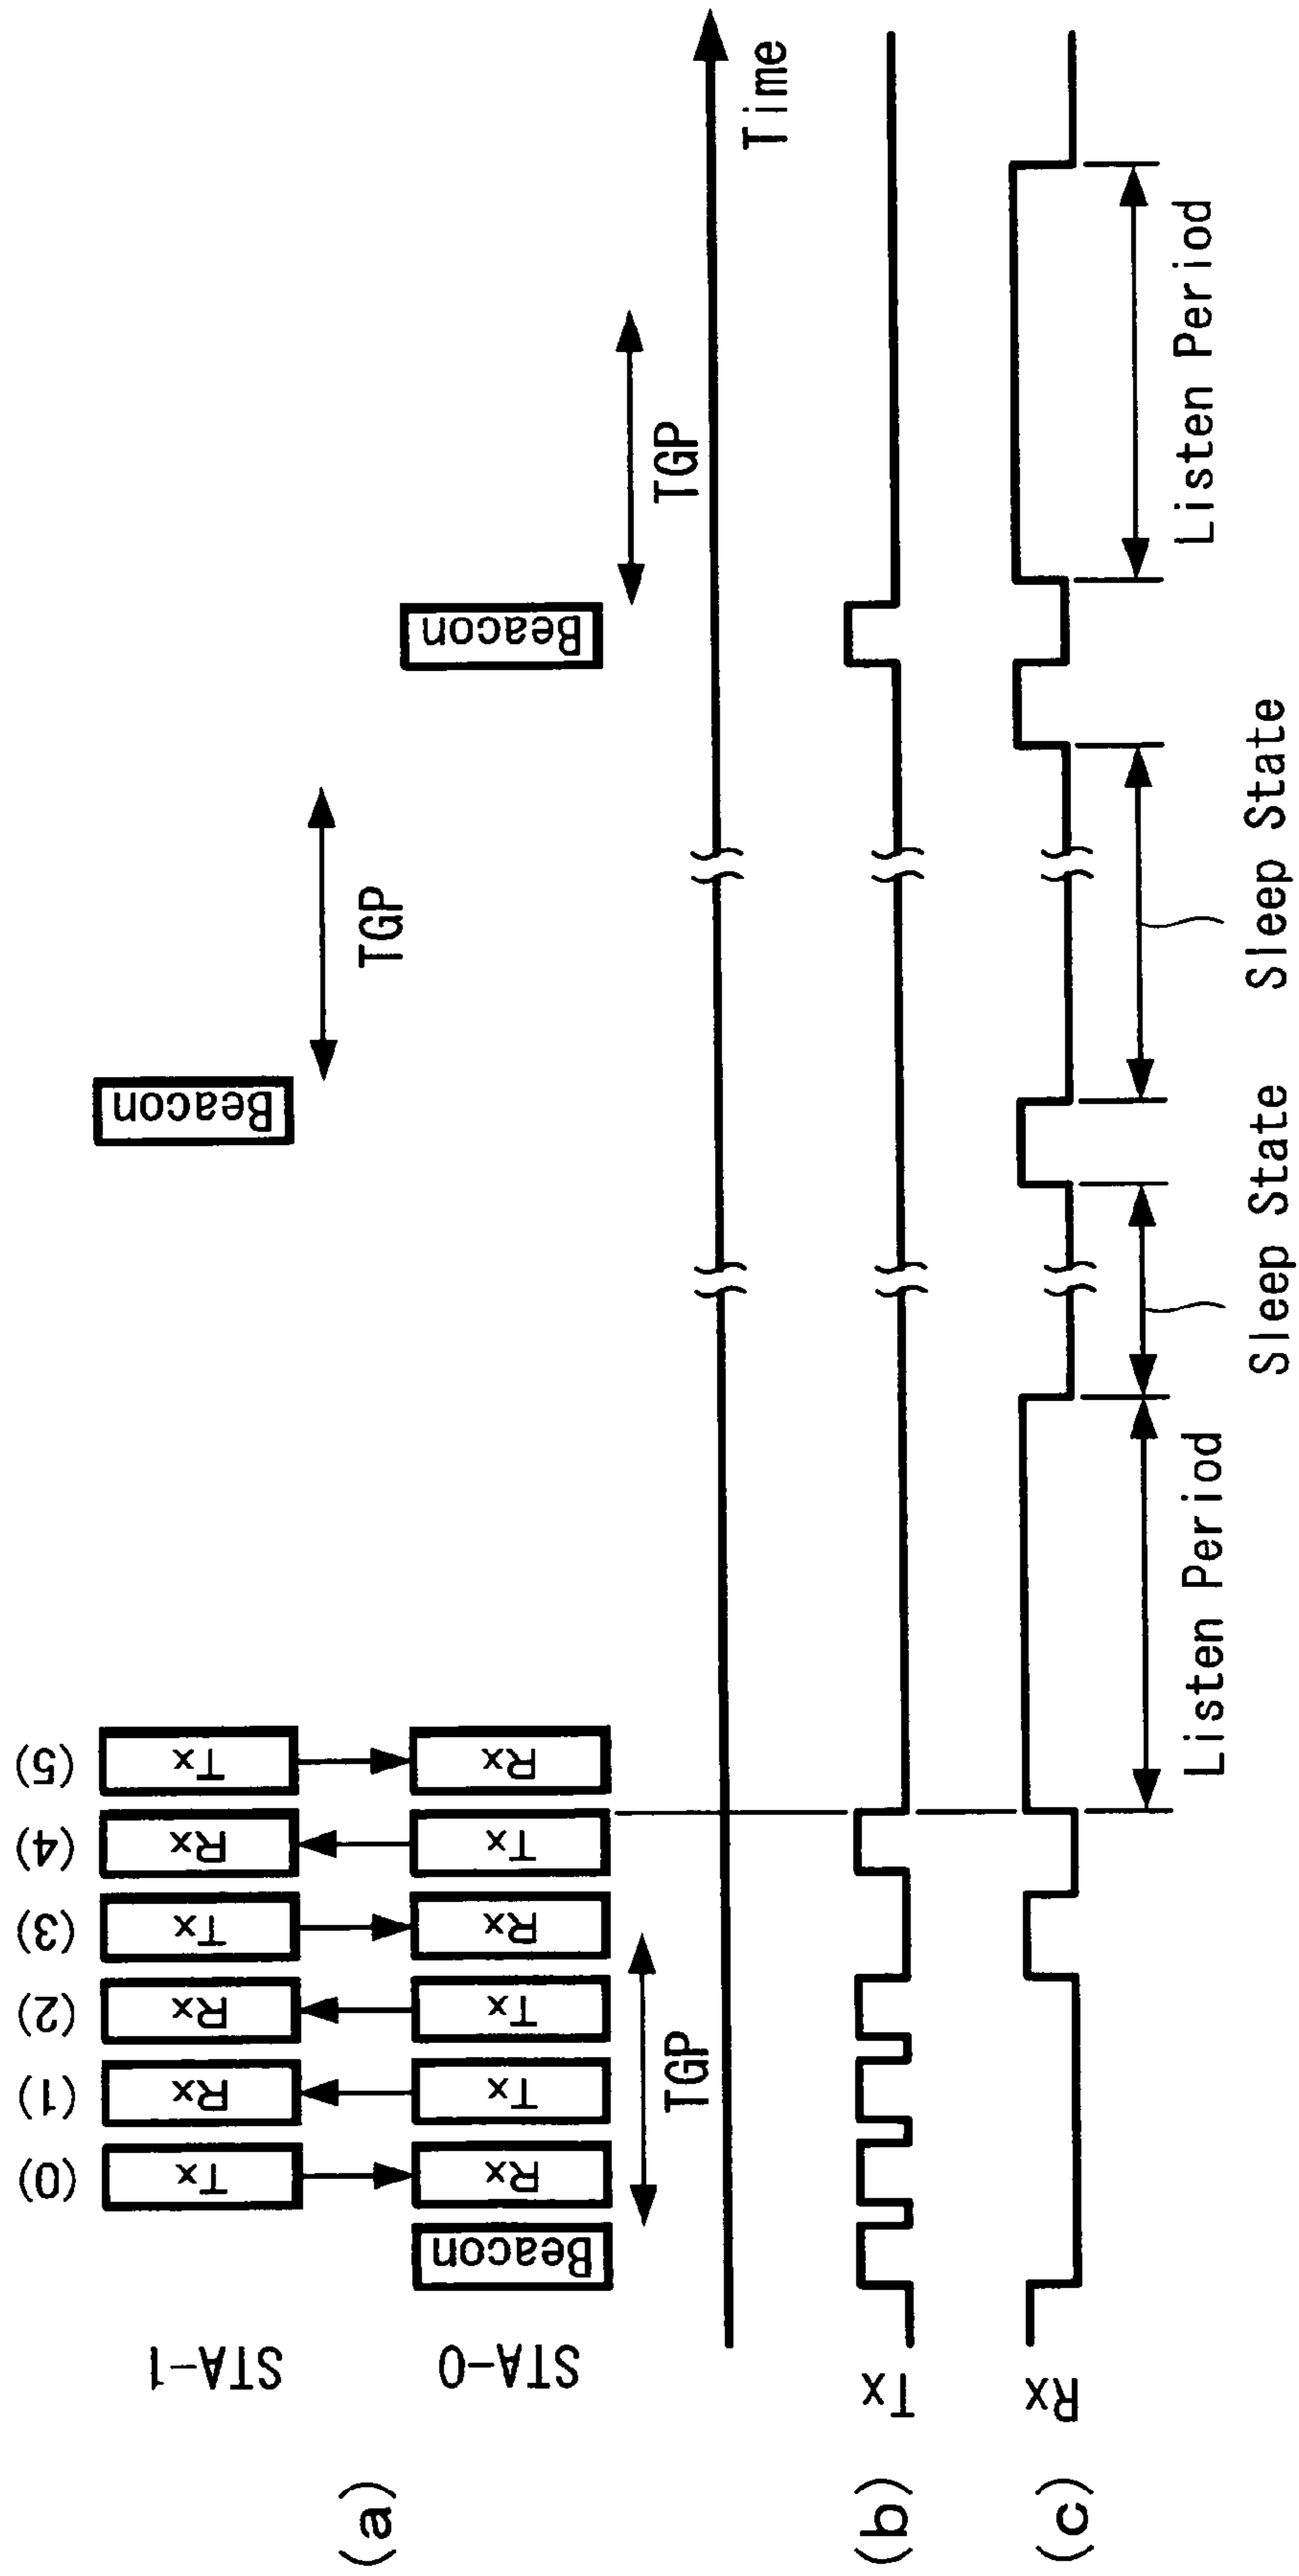 (a)
STA-1
(0) (1) (2) (3) (4) (5)
Tx Rx Rx Tx Rx Tx
Beacon
TGP
STA-0
Beacon Rx Tx Tx Rx Tx Rx
Beacon
TGP
TGP
Time
(b) Tx
(c) Rx
Listen Period
Listen Period
Sleep State
Sleep State